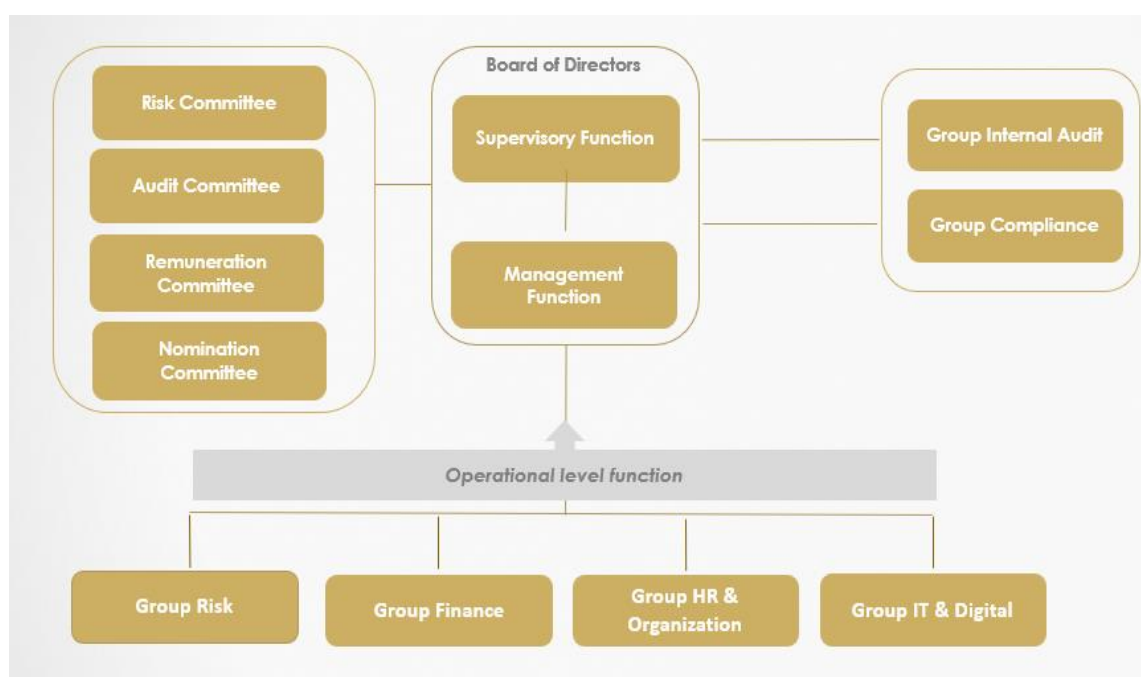 Risk Committee
Audit Committee
Remuneration
Committee
Nomination
Committee
Board of Directors
Supervisory Function
Management
Function
Group Internal Audit
Group Compliance
Operational level function
Group Risk
Group Finance
Group HR &
Organization
Group IT & Digital